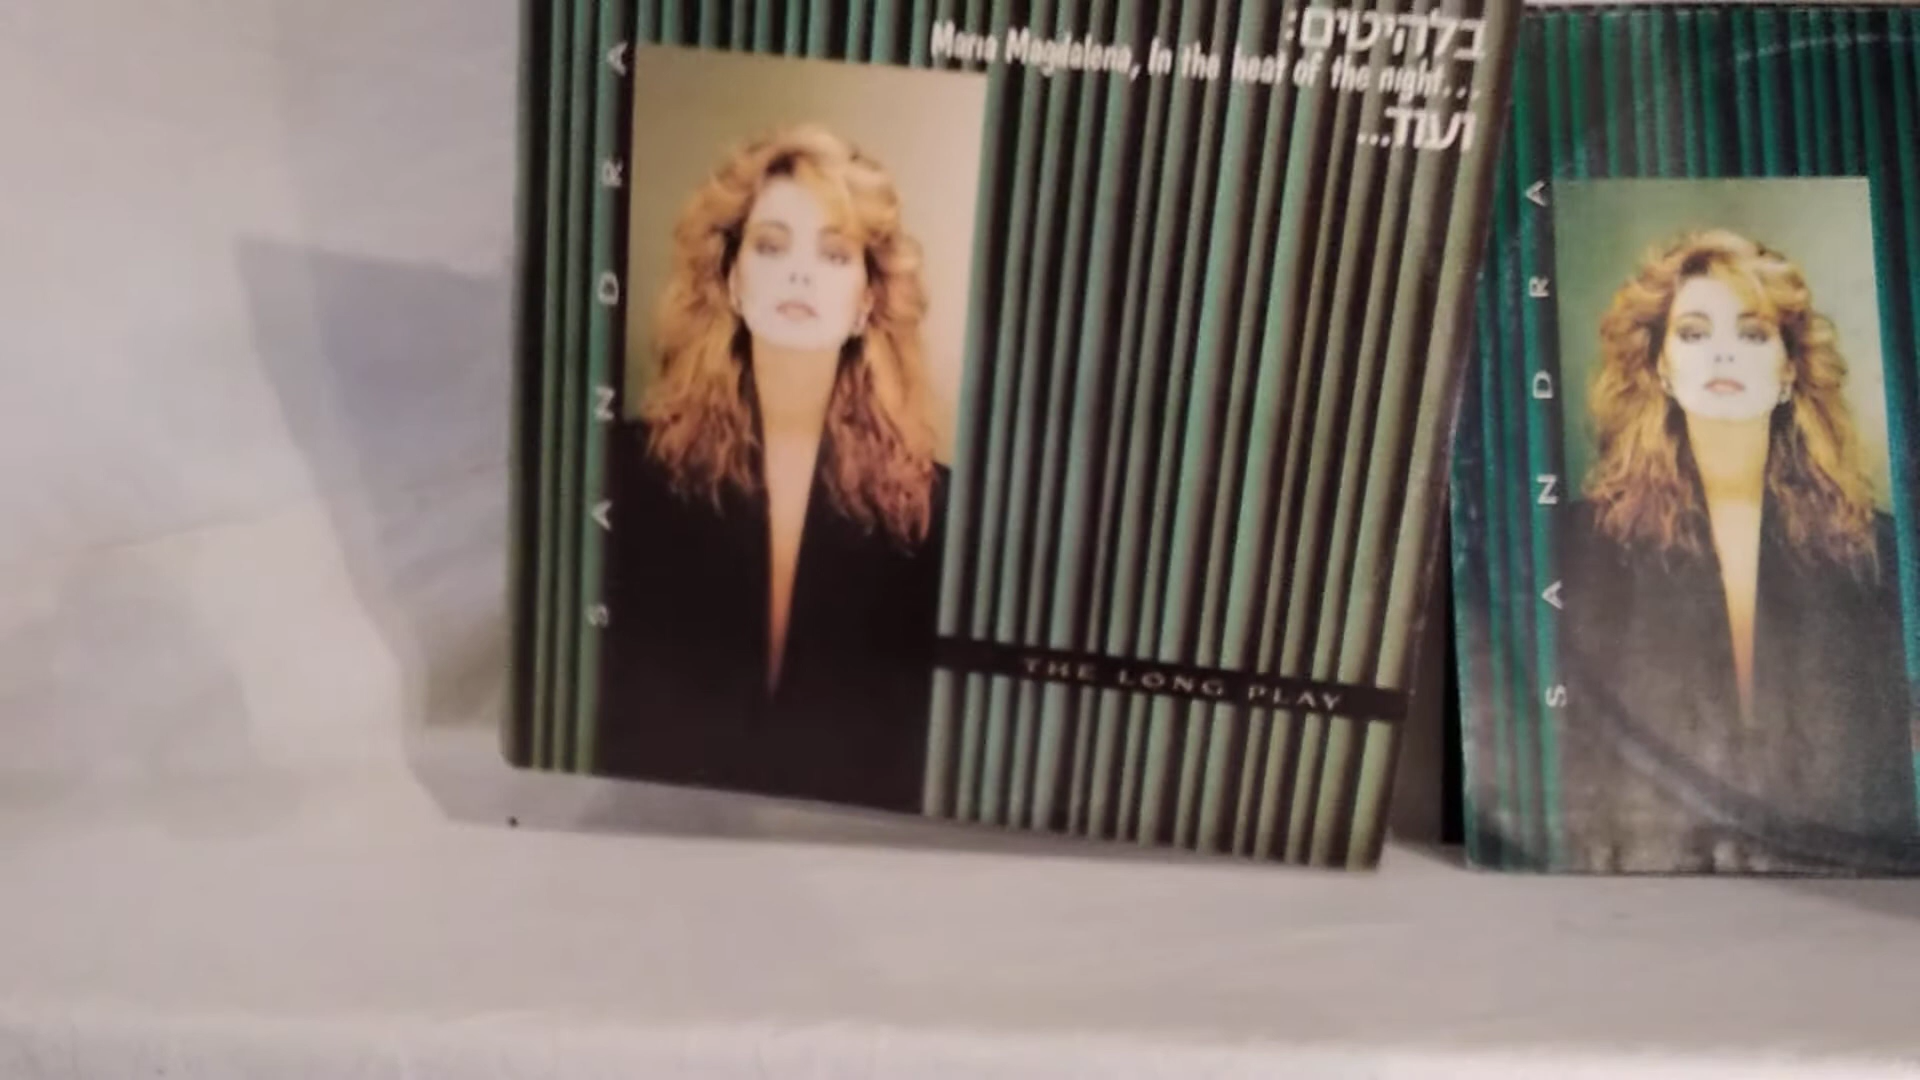 בלהיטים:
Maria Magdalena, In the heat of the night...
ועוד...
SANDRA
THE LONG PLAY
SANDRA